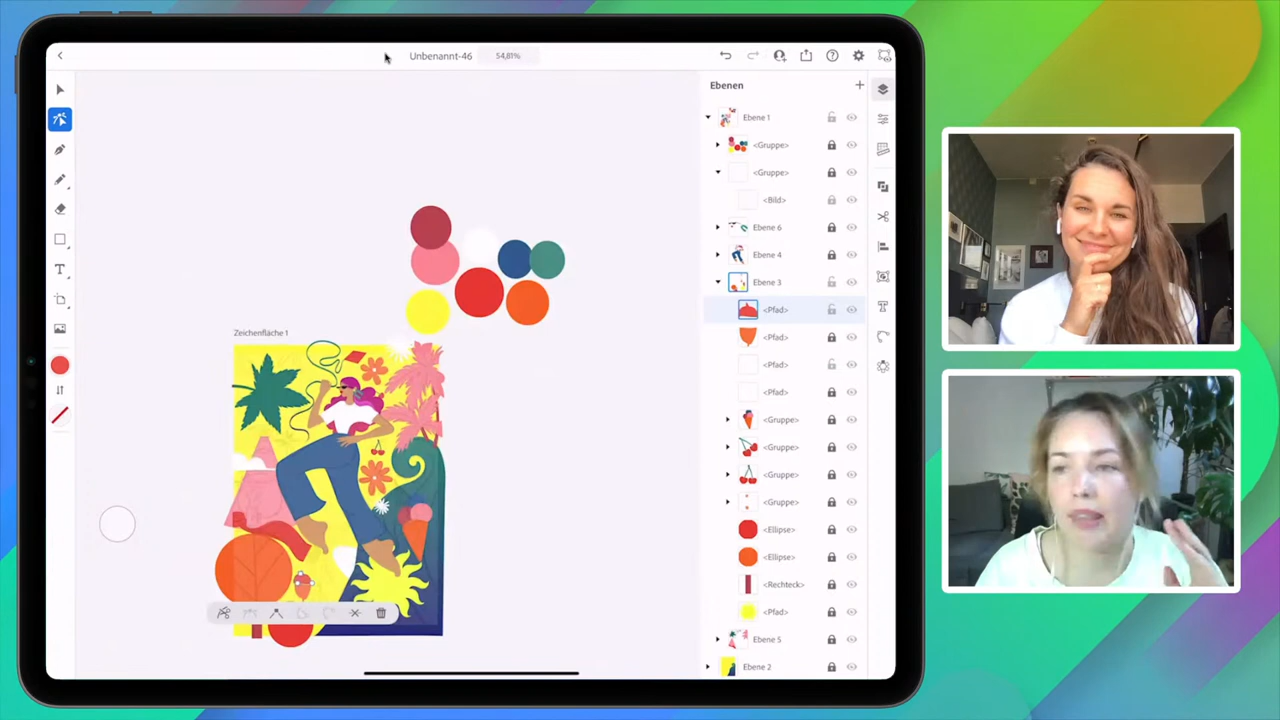 Unbenannt-46
54,81%
Ebenen
Ebene 1
<Gruppe>
<Gruppe>
<Bild>
Ebene 6
Ebene 4
Ebene 3
<Pfad>
<Pfad>
<Pfad>
<Pfad>
<Gruppe>
<Gruppe>
<Gruppe>
<Gruppe>
<Ellipse>
<Ellipse>
<Rechteck>
<Pfad>
Ebene 5
Ebene 2
Zeichenfläche 1